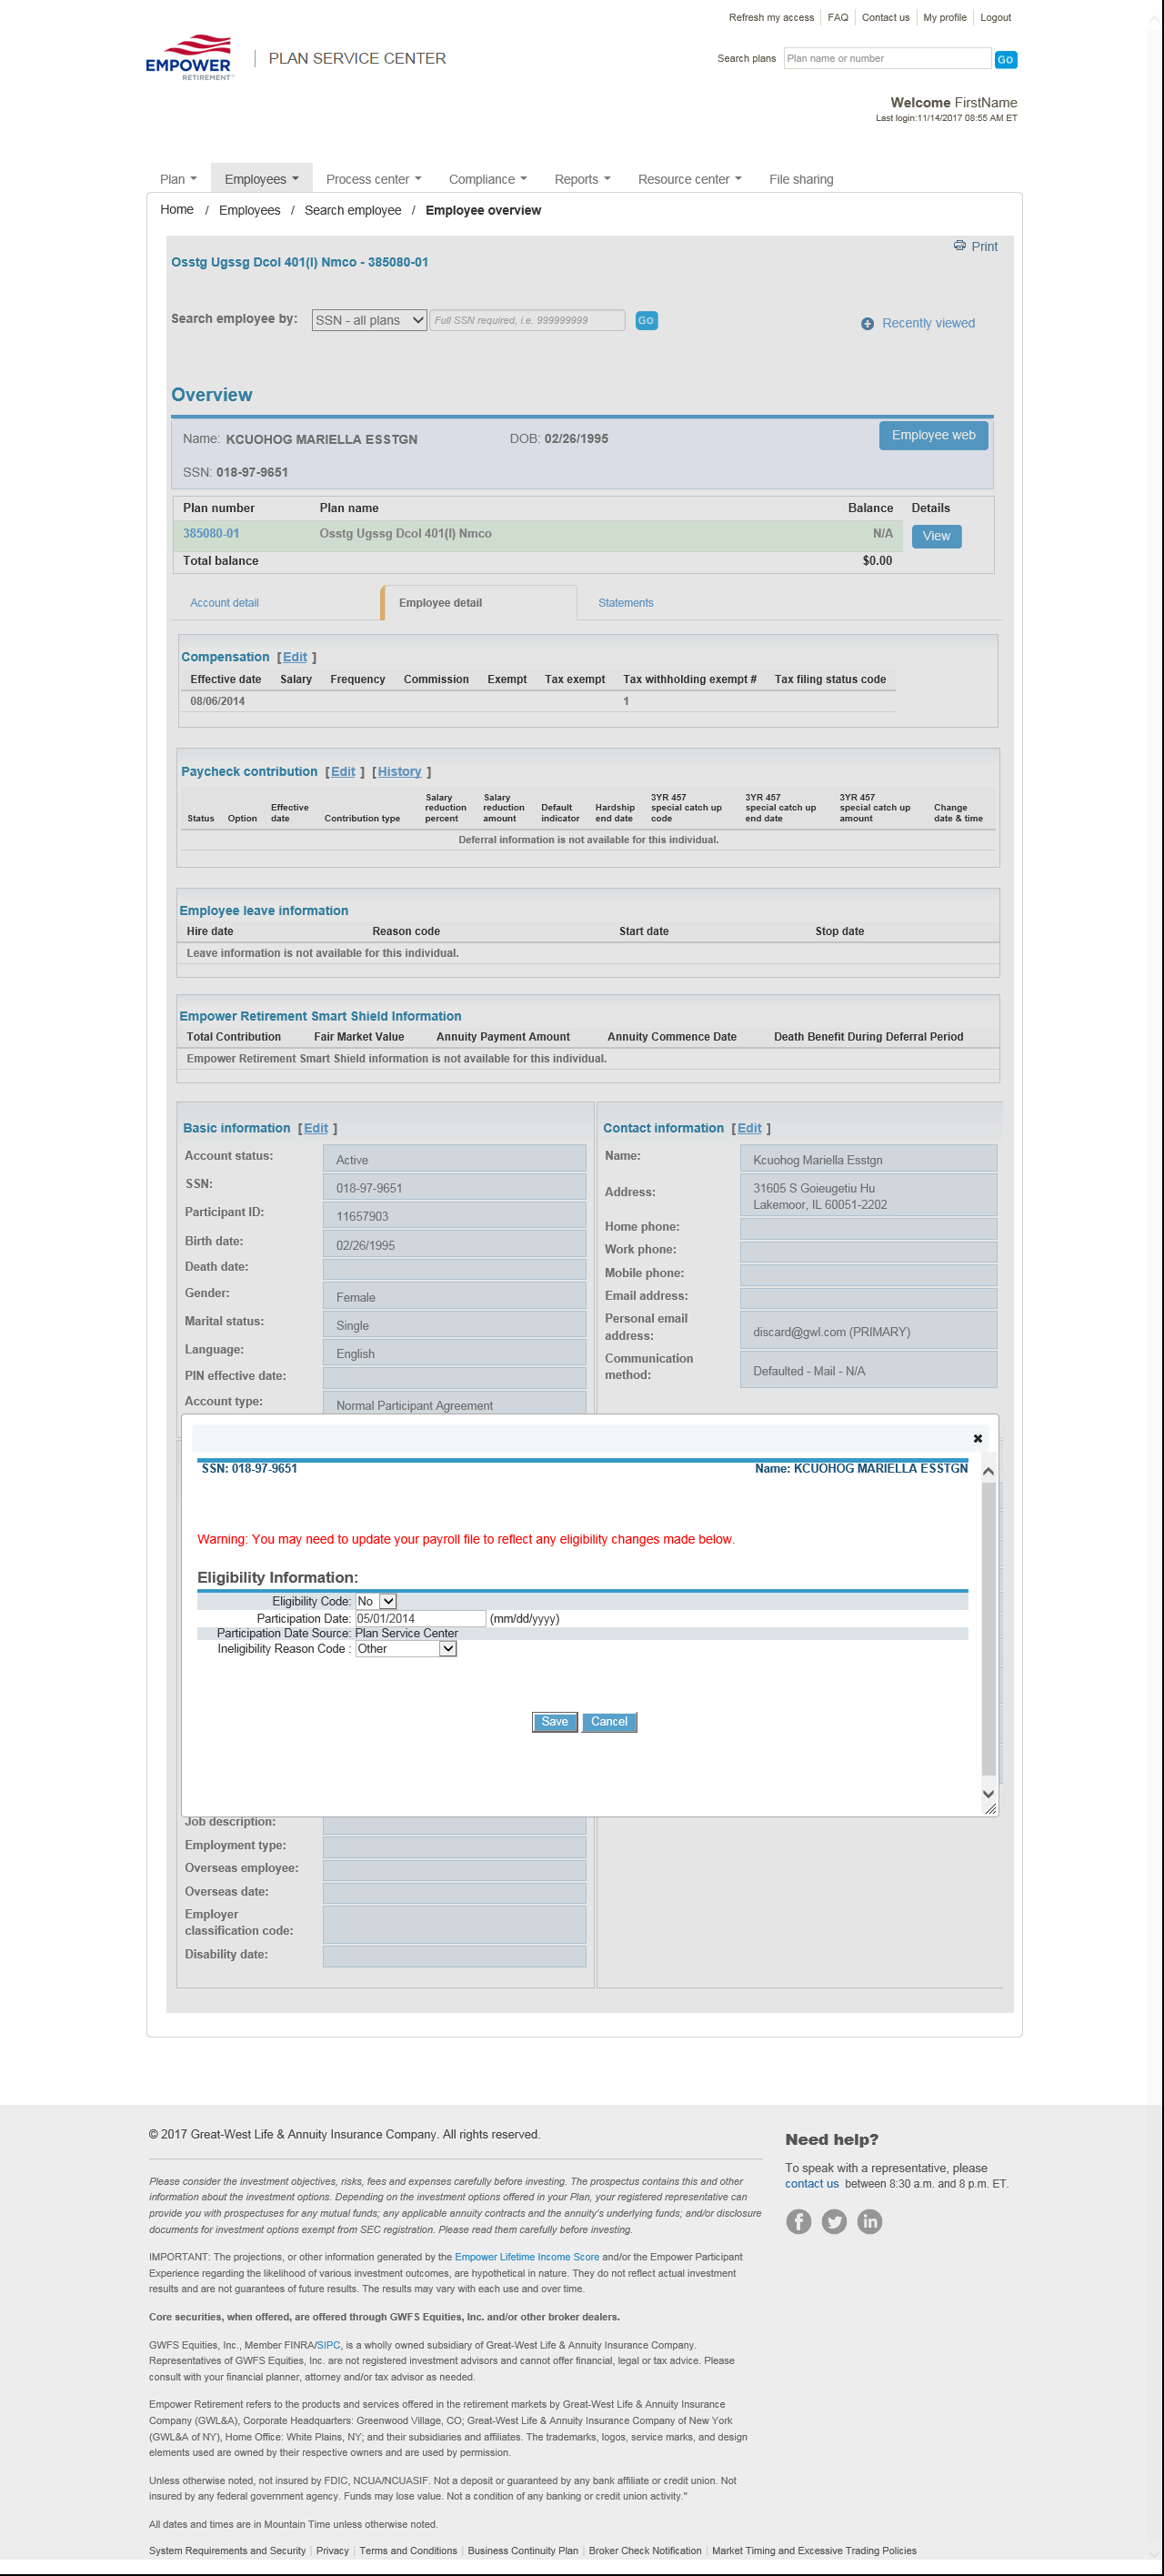 Refresh my access FAQ Contact us My profile Logout
EMPOWER
RETIREMENT
PLAN SERVICE CENTER
Search plans Plan name or number GO
Welcome FirstName
Last login:11/14/2017 08:55 AM ET
Plan Employees Process center Compliance Reports Resource center File sharing
Home / Employees / Search employee / Employee overview
Print
Osstg Ugssg Dcol 401(l) Nmco - 385080-01
Search employee by: SSN - all plans Full SSN required, i.e. 999999999 GO
Recently viewed
Overview
Name: KCUOHOG MARIELLA ESSTGN DOB: 02/26/1995 Employee web
SSN: 018-97-9651
Plan number Plan name Balance Details
385080-01 Osstg Ugssg Dcol 401(l) Nmco N/A View
Total balance $0.00
Account detail Employee detail Statements
Compensation [ Edit ]
Effective date Salary Frequency Commission Exempt Tax exempt Tax withholding exempt # Tax filing status code
08/06/2014 1
Paycheck contribution [ Edit ] [ History ]
Status Option Effective date Contribution type Salary reduction percent Salary reduction amount Default indicator Hardship end date 3YR 457 special catch up code 3YR 457 special catch up end date 3YR 457 special catch up amount Change date & time
Deferral information is not available for this individual.
Employee leave information
Hire date Reason code Start date Stop date
Leave information is not available for this individual.
Empower Retirement Smart Shield Information
Total Contribution Fair Market Value Annuity Payment Amount Annuity Commence Date Death Benefit During Deferral Period
Empower Retirement Smart Shield information is not available for this individual.
Basic information [ Edit ]
Account status: Active
SSN: 018-97-9651
Participant ID: 11657903
Birth date: 02/26/1995
Death date:
Gender: Female
Marital status: Single
Language: English
PIN effective date:
Account type: Normal Participant Agreement
Contact information [ Edit ]
Name: Kcuohog Mariella Esstgn
Address: 31605 S Goieugetiu Hu
Lakemoor, IL 60051-2202
Home phone:
Work phone:
Mobile phone:
Email address:
Personal email
address: discard@gwl.com (PRIMARY)
Communication
method: Defaulted - Mail - N/A
SSN: 018-97-9651 Name: KCUOHOG MARIELLA ESSTGN
Warning: You may need to update your payroll file to reflect any eligibility changes made below.
Eligibility Information:
Eligibility Code: No
Participation Date: 05/01/2014 (mm/dd/yyyy)
Participation Date Source: Plan Service Center
Ineligibility Reason Code : Other
Save Cancel
Job description:
Employment type:
Overseas employee:
Overseas date:
Employer
classification code:
Disability date:
© 2017 Great-West Life & Annuity Insurance Company. All rights reserved.
Please consider the investment objectives, risks, fees and expenses carefully before investing. The prospectus contains this and other
information about the investment options. Depending on the investment options offered in your Plan, your registered representative can
provide you with prospectuses for any mutual funds; any applicable annuity contracts and the annuity's underlying funds; and/or disclosure
documents for investment options exempt from SEC registration. Please read them carefully before investing.
IMPORTANT: The projections, or other information generated by the Empower Lifetime Income Score and/or the Empower Participant
Experience regarding the likelihood of various investment outcomes, are hypothetical in nature. They do not reflect actual investment
results and are not guarantees of future results. The results may vary with each use and over time.
Core securities, when offered, are offered through GWFS Equities, Inc. and/or other broker dealers.
GWFS Equities, Inc., Member FINRA/SIPC, is a wholly owned subsidiary of Great-West Life & Annuity Insurance Company.
Representatives of GWFS Equities, Inc. are not registered investment advisors and cannot offer financial, legal or tax advice. Please
consult with your financial planner, attorney and/or tax advisor as needed.
Empower Retirement refers to the products and services offered in the retirement markets by Great-West Life & Annuity Insurance
Company (GWL&A), Corporate Headquarters: Greenwood Village, CO; Great-West Life & Annuity Insurance Company of New York
(GWL&A of NY), Home Office: White Plains, NY; and their subsidiaries and affiliates. The trademarks, logos, service marks, and design
elements used are owned by their respective owners and are used by permission.
Unless otherwise noted, not insured by FDIC, NCUA/NCUASIF. Not a deposit or guaranteed by any bank affiliate or credit union. Not
insured by any federal government agency. Funds may lose value. Not a condition of any banking or credit union activity."
All dates and times are in Mountain Time unless otherwise noted.
Need help?
To speak with a representative, please
contact us between 8:30 a.m. and 8 p.m. ET.
System Requirements and Security Privacy Terms and Conditions Business Continuity Plan Broker Check Notification Market Timing and Excessive Trading Policies